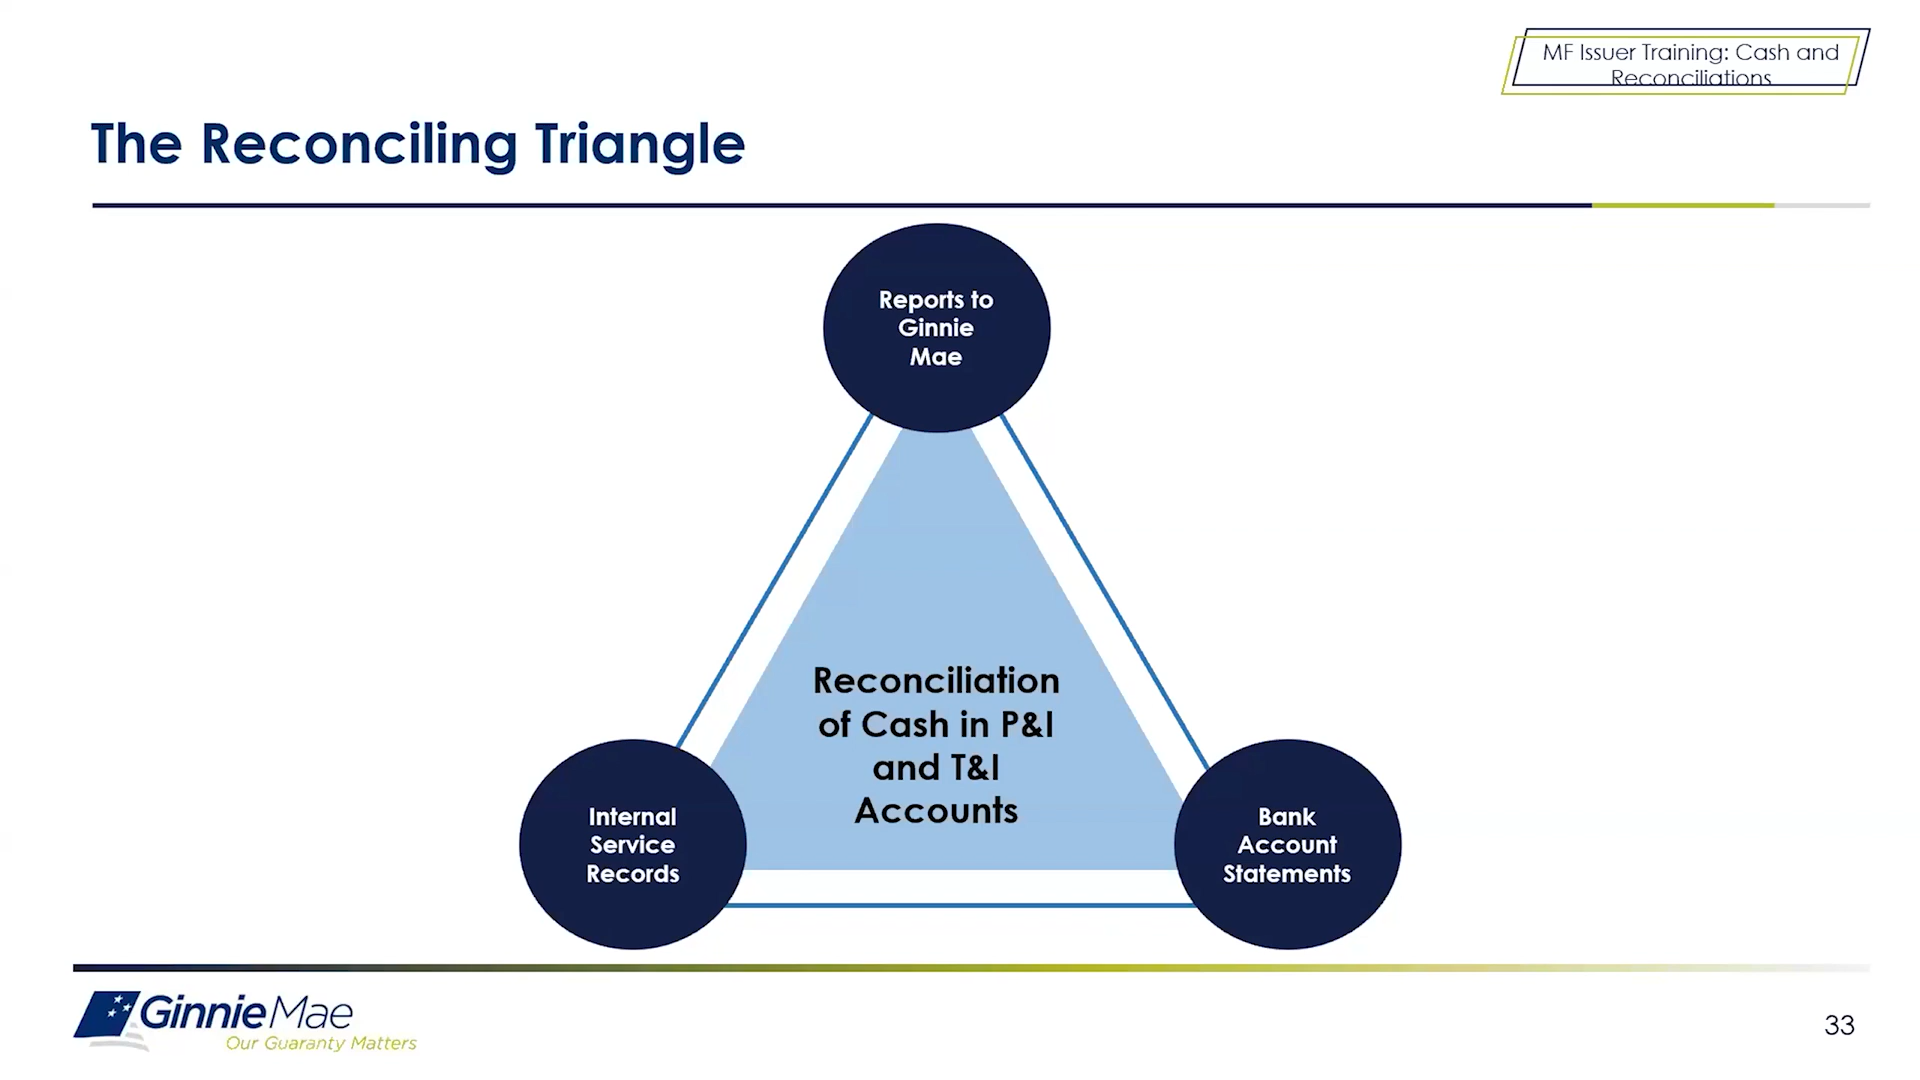 MF Issuer Training: Cash and
Reconciliations
The Reconciling Triangle
Reports to
Ginnie
Mae
Reconciliation
of Cash in P&I
and T&I
Accounts
Internal
Service
Records
Bank
Account
Statements
GinnieMae
Our Guaranty Matters
33